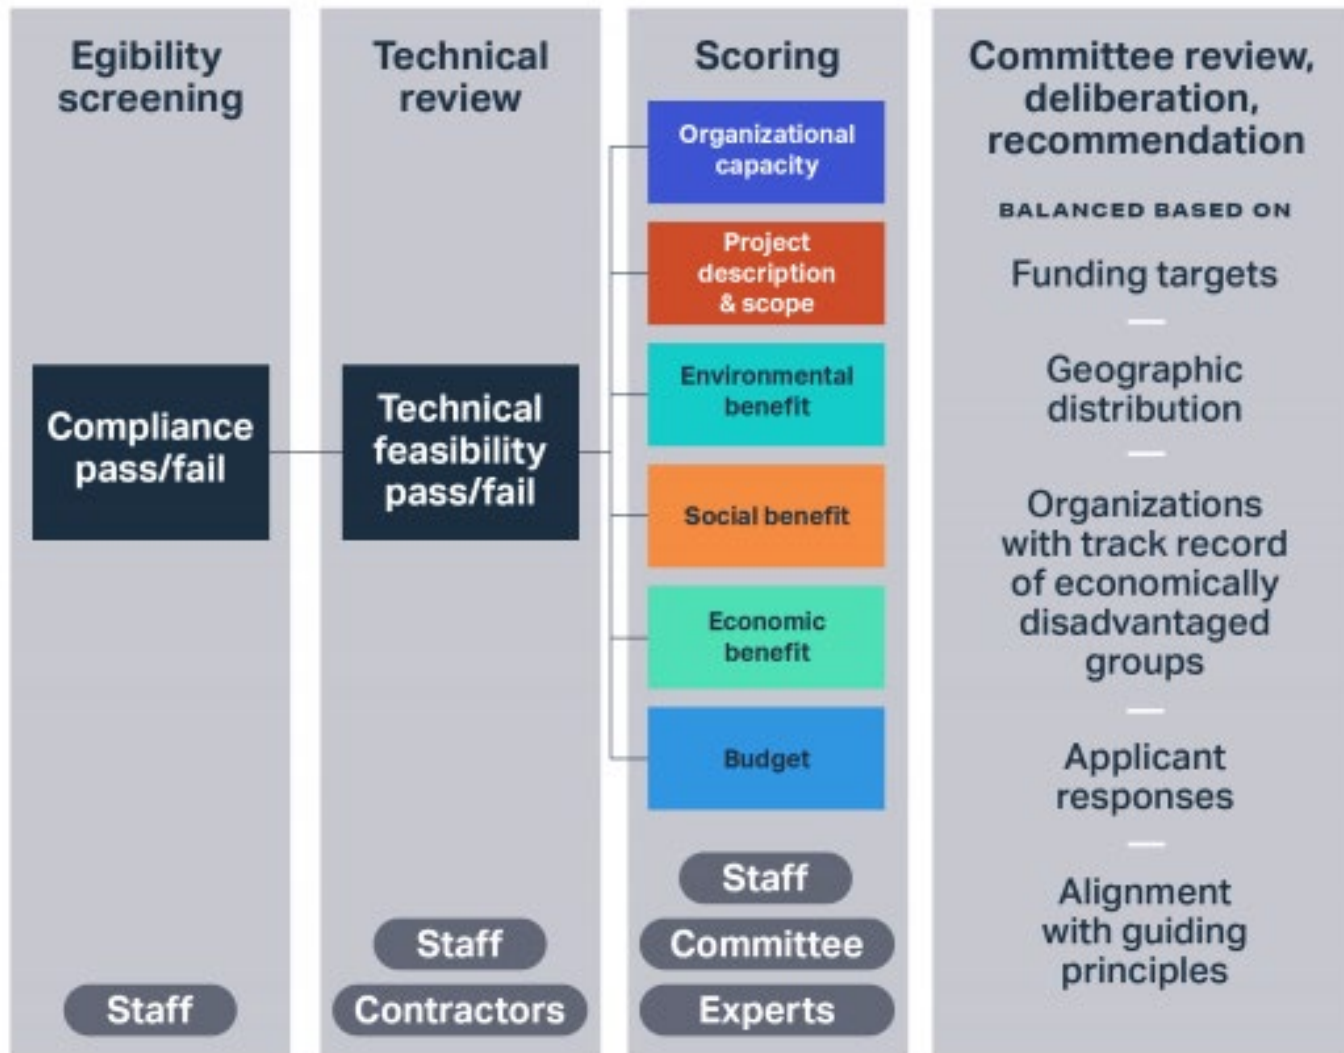 Egibility
screening
Compliance
pass/fail
Staff
Technical
review
Technical
feasibility
pass/fail
Staff
Contractors
Scoring
Organizational
capacity
Project
description
& scope
Environmental
benefit
Social benefit
Economic
benefit
Budget
Staff
Committee
Experts
Committee review,
deliberation,
recommendation
BALANCED BASED ON
Funding targets
Geographic
distribution
Organizations
with track record
of economically
disadvantaged
groups
Applicant
responses
Alignment
with guiding
principles